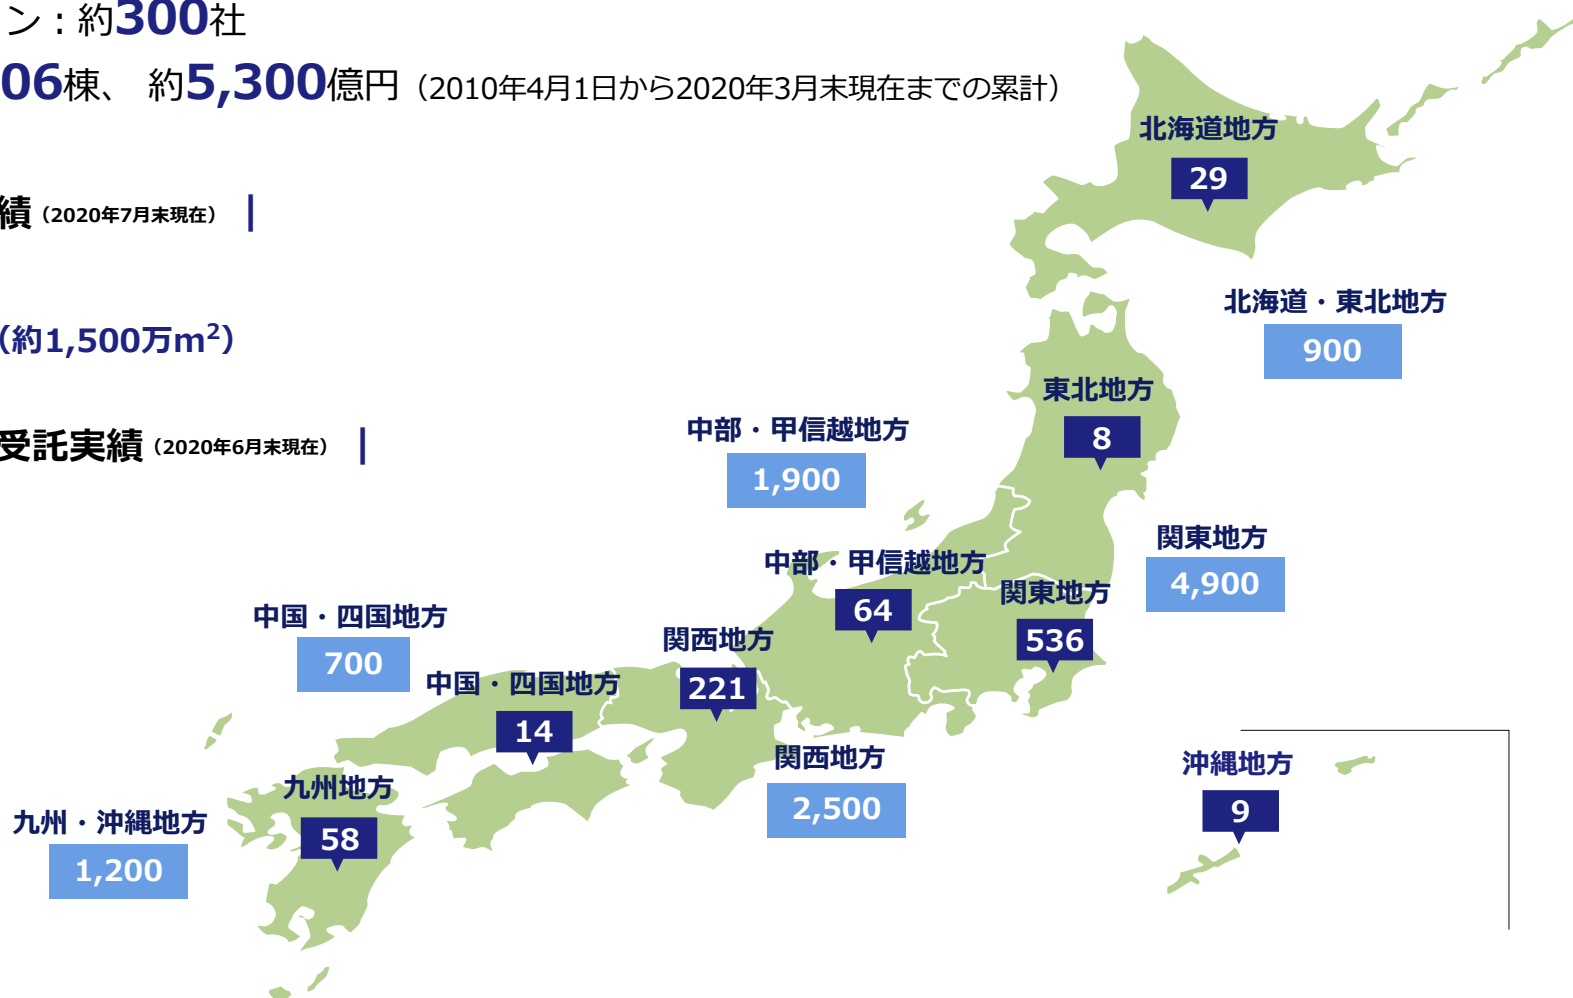 ン：約300社
06棟、 約5,300億円（2010年4月1日から2020年3月末現在までの累計）
北海道地方
29
績（2020年7月末現在）
北海道・東北地方
900
（約1,500万m²）
東北地方
8
中部・甲信越地方
1,900
受託実績（2020年6月末現在）
関東地方
4,900
中部・甲信越地方
64
関東地方
536
中国・四国地方
700
関西地方
221
中国・四国地方
14
関西地方
2,500
沖縄地方
9
九州地方
58
九州・沖縄地方
1,200